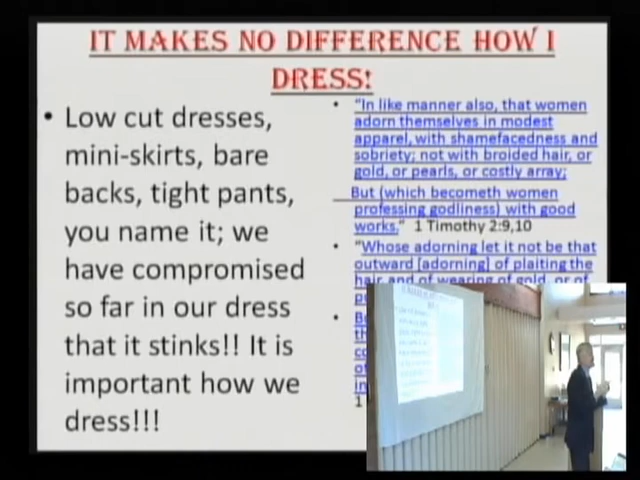 IT MAKES NO DIFFERENCE HOW I
DRESS:
• Low cut dresses,
mini-skirts, bare
backs, tight pants,
you name it; we
have compromised
so far in our dress
that it stinks!! It is
important how we
dress!!!
• "In like manner also, that women
adorn themselves in modest
apparel, with shamefacedness and
sobriety; not with broided hair, or
gold, or pearls, or costly array;
But (which becometh women
professing godliness) with good
works." 1 Timothy 2:9,10
• "Whose adorning let it not be that
outward [adorning] of plaiting the
hair, and of wearing of gold, or of